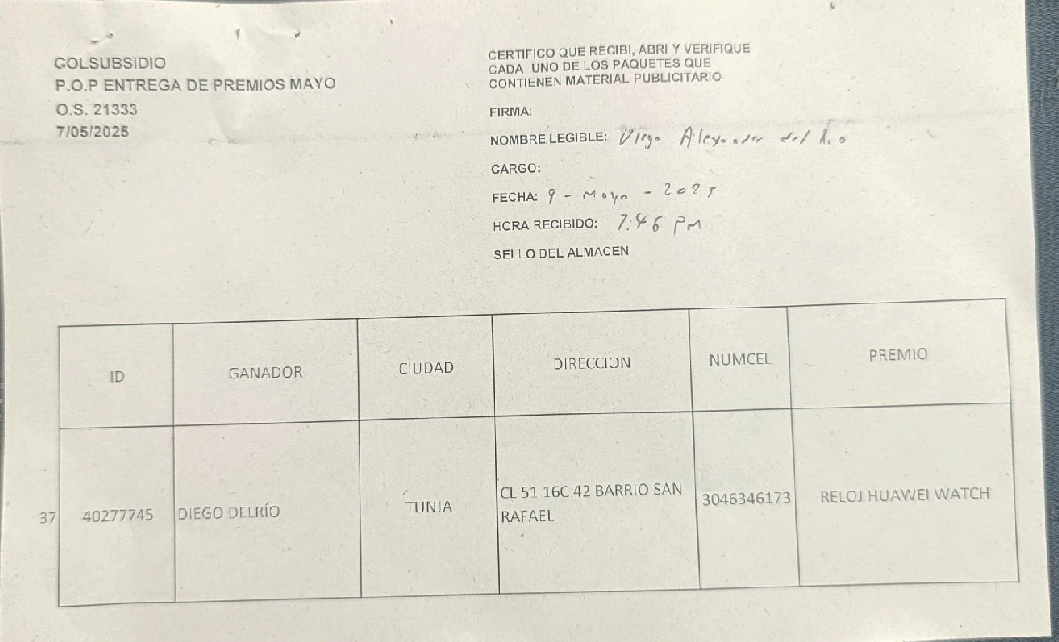 COLSUBSIDIO
P.O.P ENTREGA DE PREMIOS MAYO
O.S. 21333
7/05/2025
CERTIFICO QUE RECIBI, ABRI Y VERIFIQUE
CADA UNO DE LOS PAQUETES QUE
CONTIENEN MATERIAL PUBLICITARIO
FIRMA:
NOMBRE LEGIBLE: Diego Alexander del Rio
CARGO:
FECHA: 9 - Mayo - 2025
HORA RECIBIDO: 7:46 PM
SELLO DEL ALMACEN
ID GANADOR CIUDAD DIRECCION NUMCEL PREMIO
37 40277745 DIEGO DELRÍO TUNJA CL 51 16C 42 BARRIO SAN 3046346173 RELOJ HUAWEI WATCH
RAFAEL